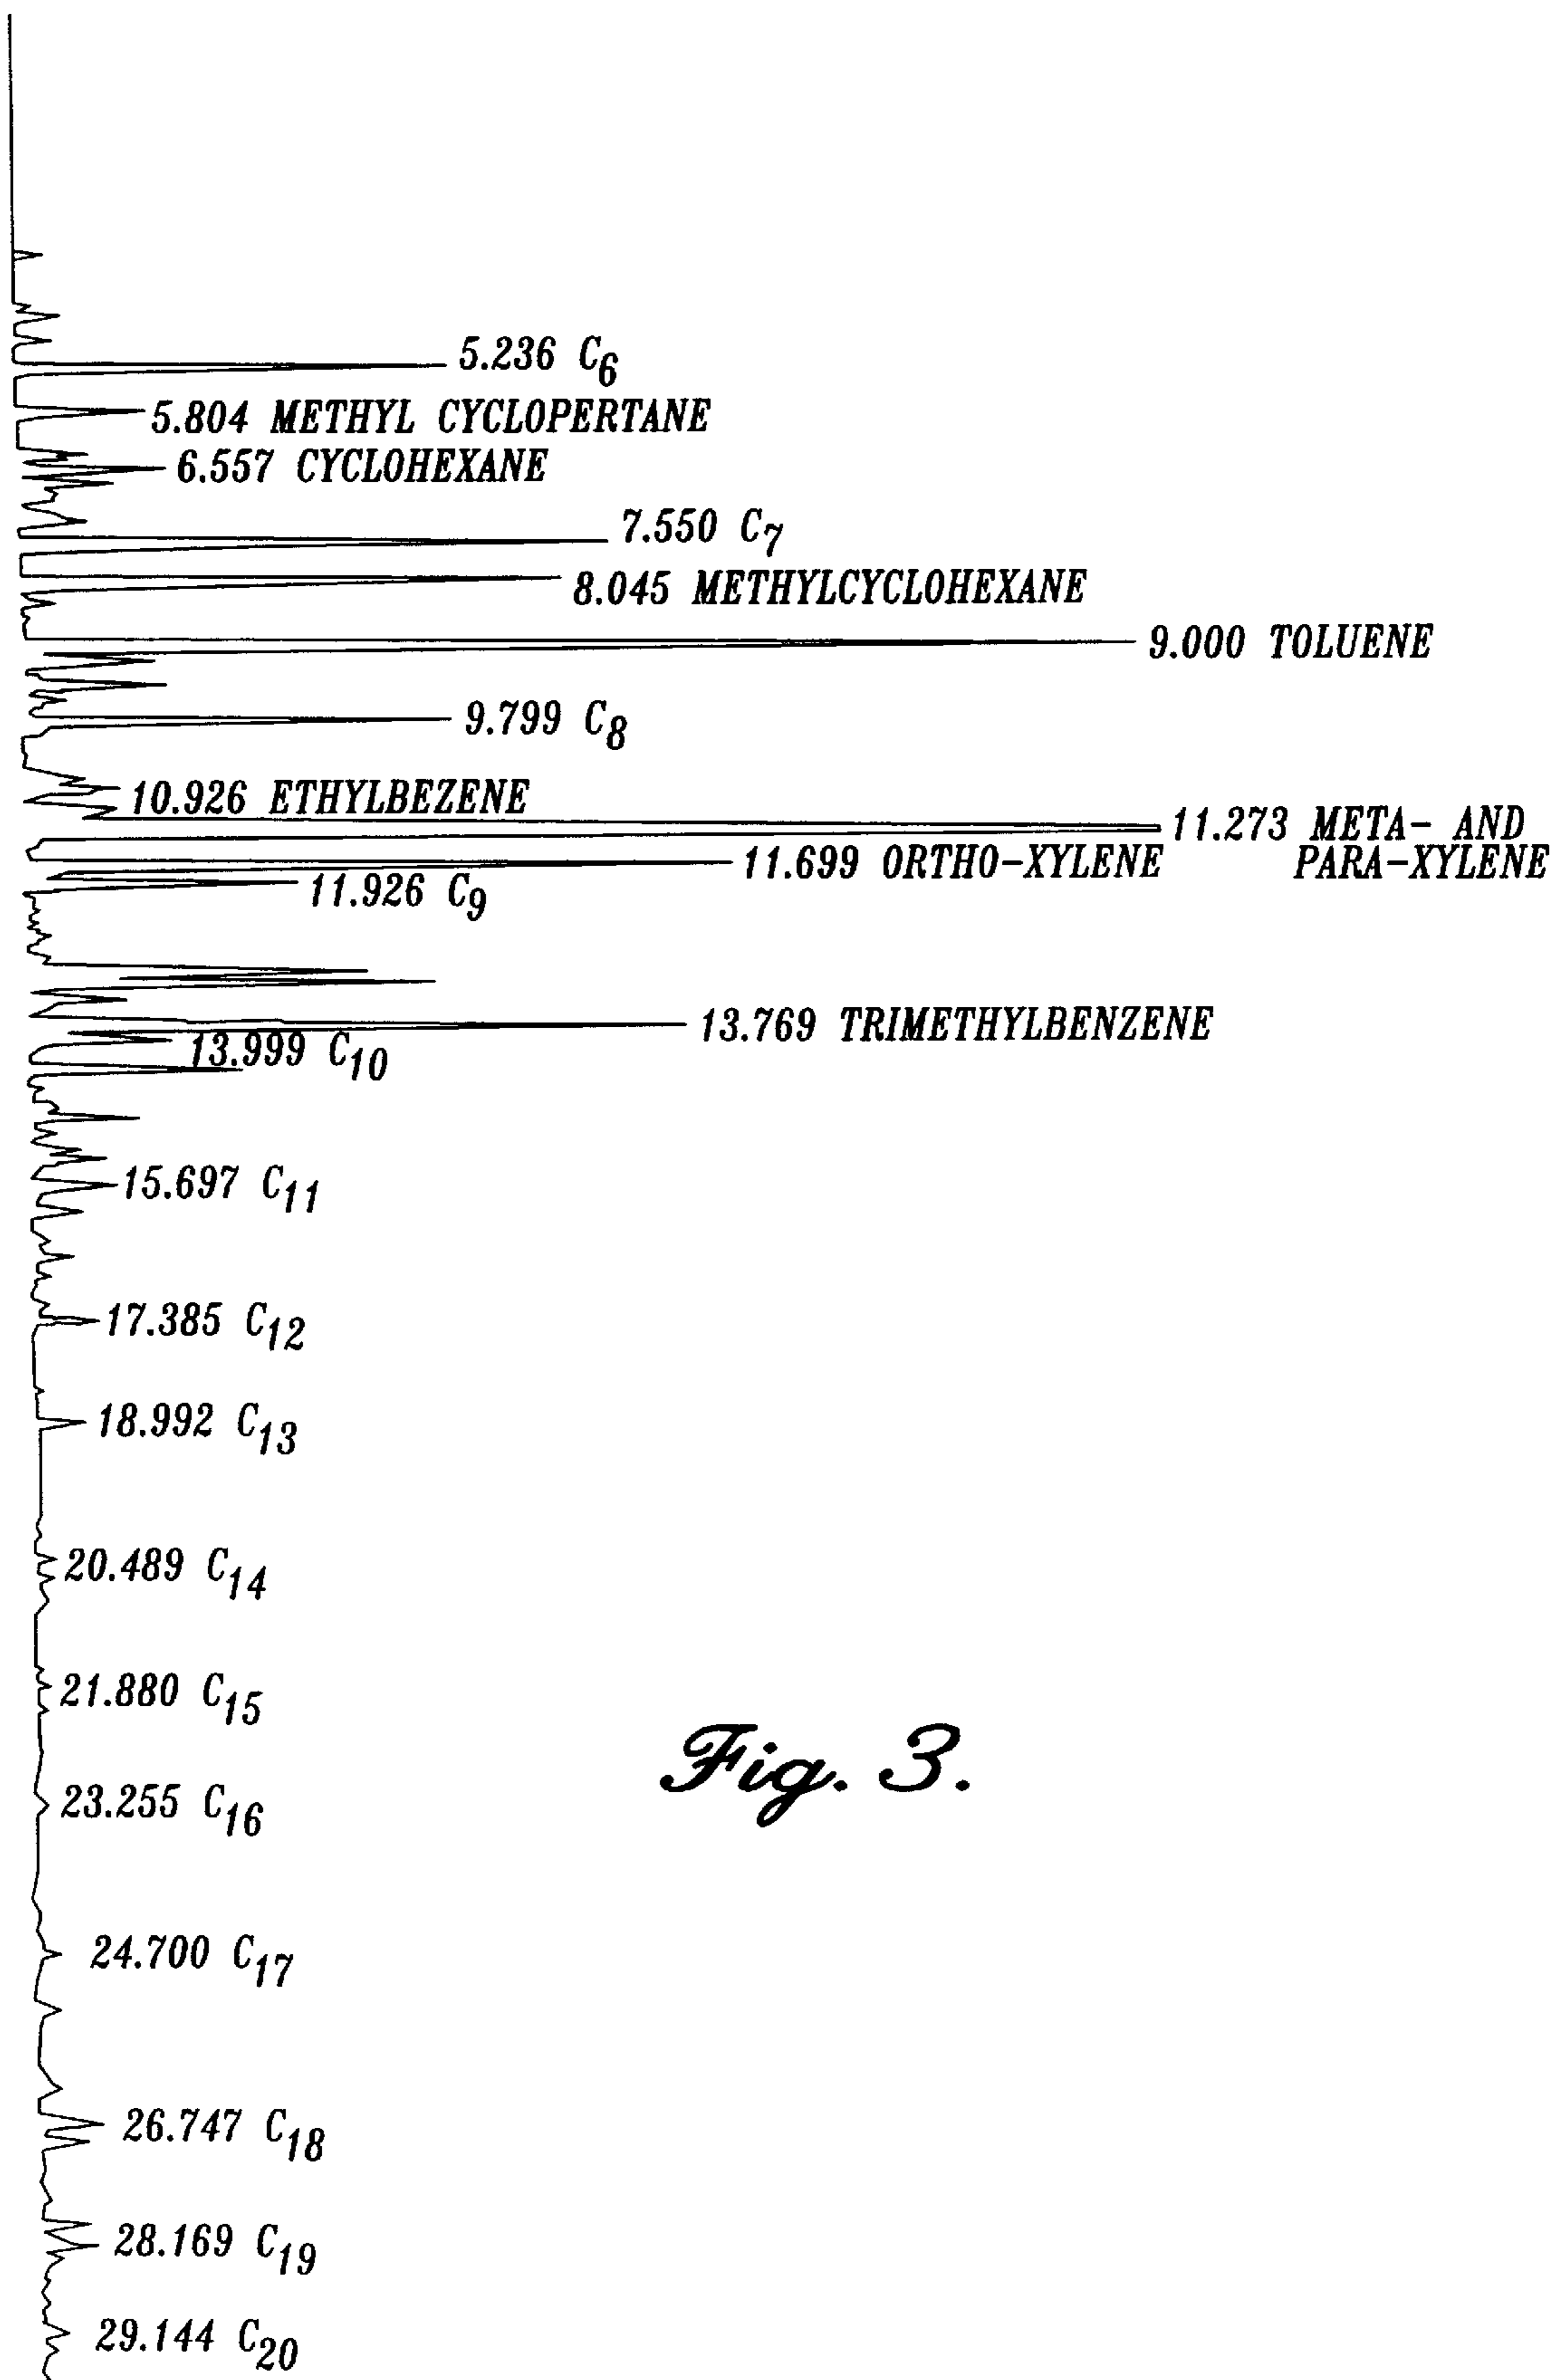 5.236 C6
5.804 METHYL CYCLOPERTANE
6.557 CYCLOHEXANE
7.550 C7
8.045 METHYLCYCLOHEXANE
9.000 TOLUENE
9.799 C8
10.926 ETHYLBEZENE
11.273 META- AND
PARA-XYLENE
11.699 ORTHO-XYLENE
11.926 C9
13.769 TRIMETHYLBENZENE
13.999 C10
15.697 C11
17.385 C12
18.992 C13
20.489 C14
21.880 C15
Fig. 3.
23.255 C16
24.700 C17
26.747 C18
28.169 C19
29.144 C20